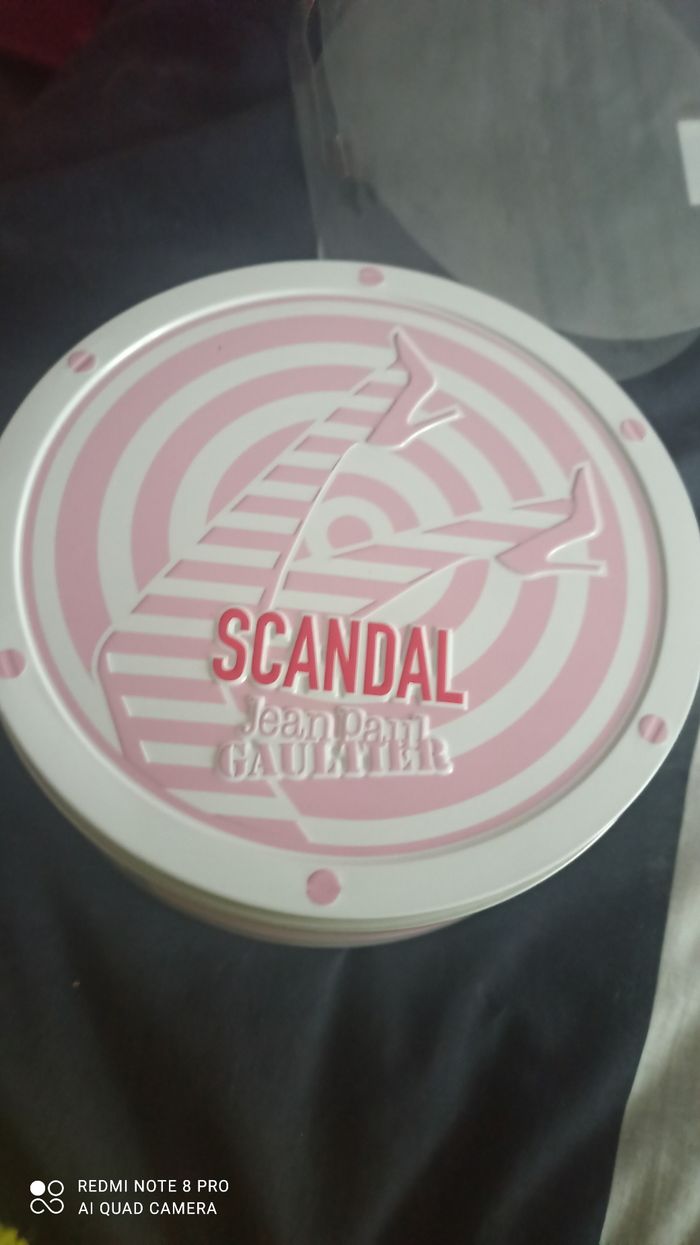 SCANDAL
Jean Paul
GAULTIER
REDMI NOTE 8 PRO
AI QUAD CAMERA